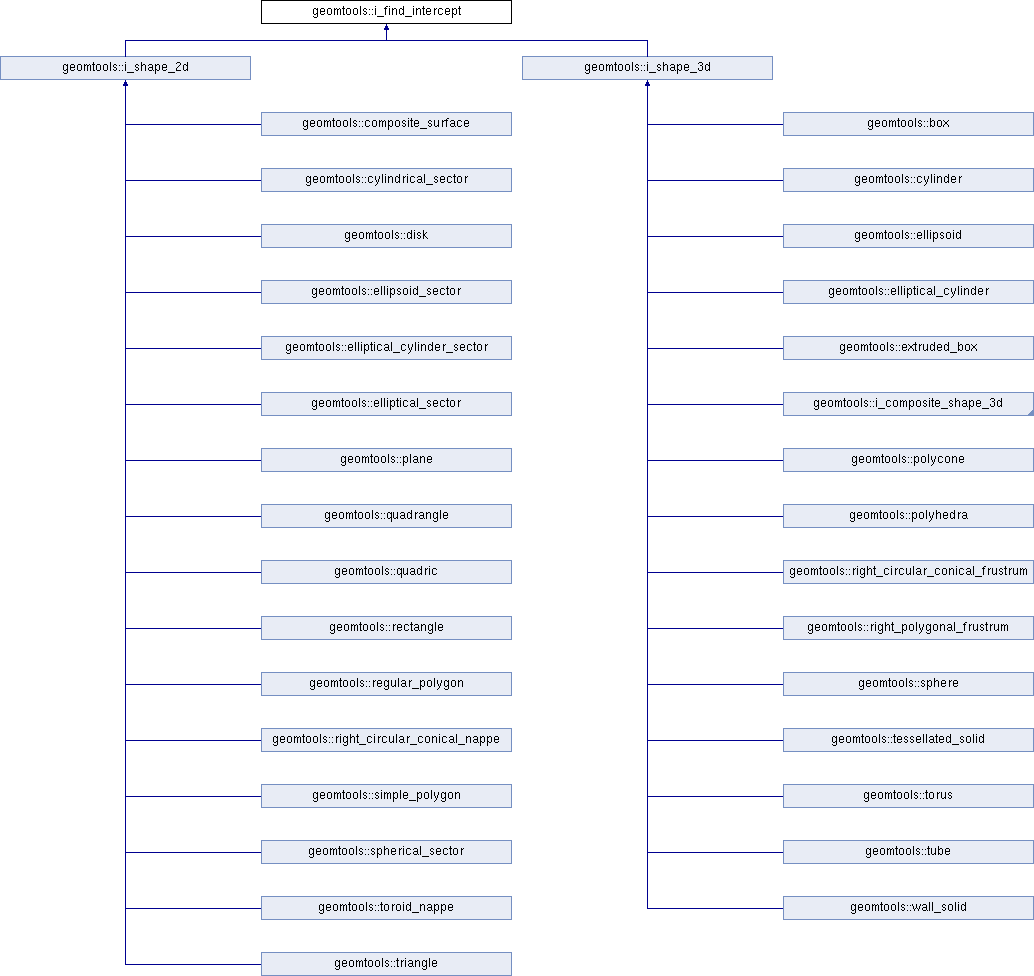 geomtools::i_find_intercept
geomtools::i_shape_2d
geomtools::i_shape_3d
geomtools::composite_surface
geomtools::box
geomtools::cylindrical_sector
geomtools::cylinder
geomtools::disk
geomtools::ellipsoid
geomtools::ellipsoid_sector
geomtools::elliptical_cylinder
geomtools::elliptical_cylinder_sector
geomtools::extruded_box
geomtools::elliptical_sector
geomtools::i_composite_shape_3d
geomtools::plane
geomtools::polycone
geomtools::quadrangle
geomtools::polyhedra
geomtools::quadric
geomtools::right_circular_conical_frustrum
geomtools::rectangle
geomtools::right_polygonal_frustrum
geomtools::regular_polygon
geomtools::sphere
geomtools::right_circular_conical_nappe
geomtools::tessellated_solid
geomtools::simple_polygon
geomtools::torus
geomtools::spherical_sector
geomtools::tube
geomtools::toroid_nappe
geomtools::wall_solid
geomtools::triangle